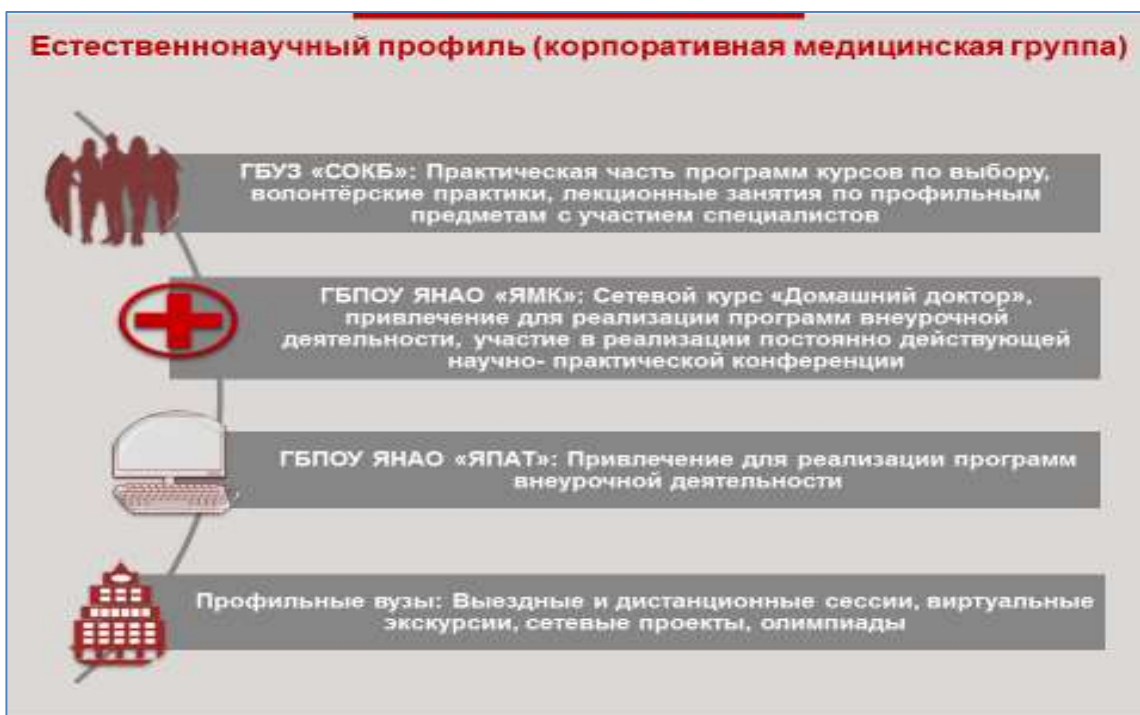 Естественнонаучный профиль (корпоративная медицинская группа)
ГБУЗ «СОКБ»: Практическая часть программ курсов по выбору,
волонтёрские практики, лекционные занятия по профильным
предметам с участием специалистов
ГБПОУ ЯНАО «ЯМК»: Сетевой курс «Домашний доктор»,
привлечение для реализации программ внеурочной
деятельности, участие в реализации постоянно действующей
научно- практической конференции
ГБПОУ ЯНАО «ЯПАТ»: Привлечение для реализации программ
внеурочной деятельности
Профильные вузы: Выездные и дистанционные сессии, виртуальные
экскурсии, сетевые проекты, олимпиады